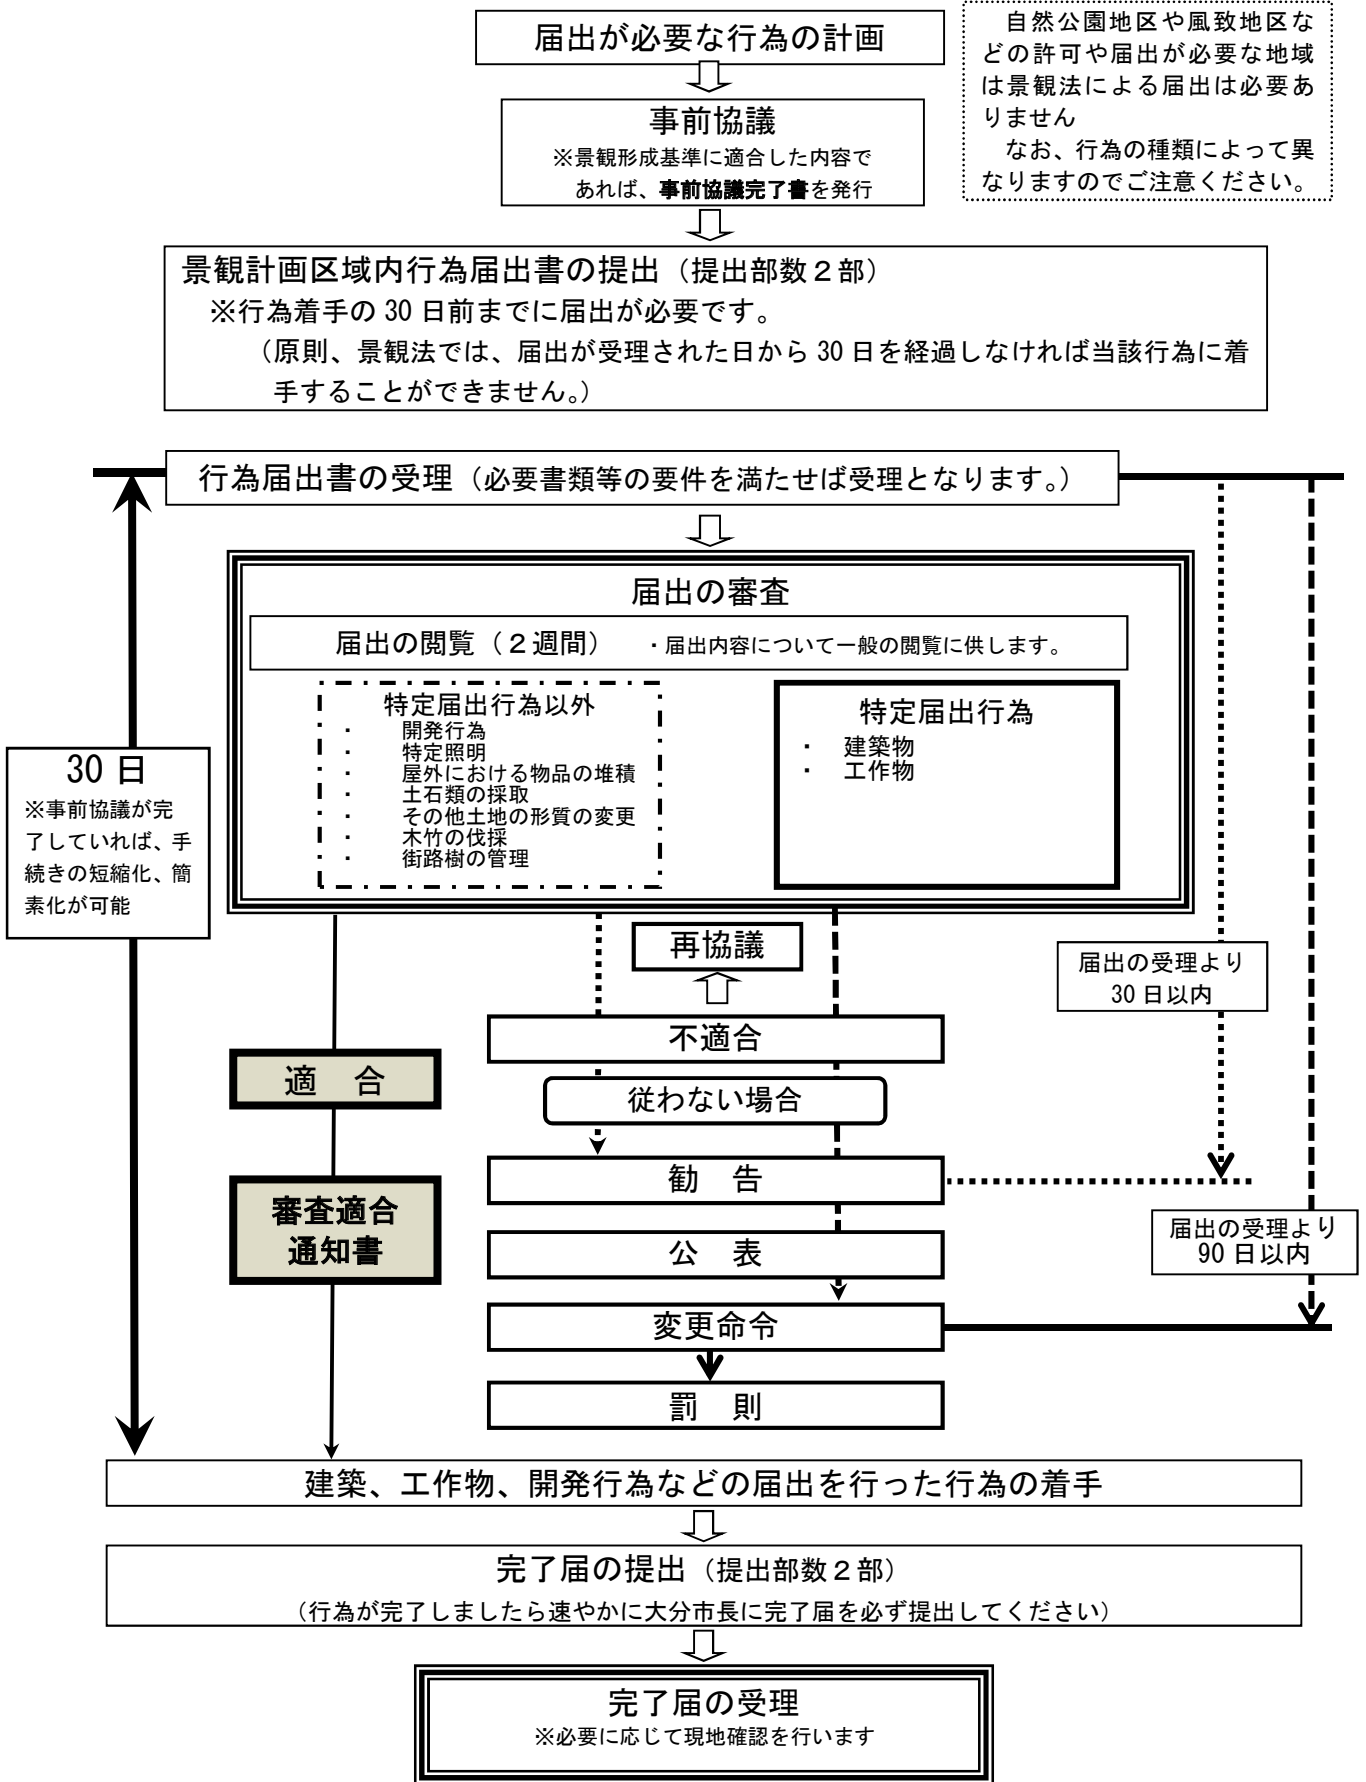 届出が必要な行為の計画
自然公園地区や風致地区な
どの許可や届出が必要な地域
は景観法による届出は必要あ
りません
なお、行為の種類によって異
なりますのでご注意ください。
事前協議
※景観形成基準に適合した内容で
あれば、事前協議完了書を発行
景観計画区域内行為届出書の提出（提出部数２部）
※行為着手の 30 日前までに届出が必要です。
（原則、景観法では、届出が受理された日から 30 日を経過しなければ当該行為に着
手することができません。）
行為届出書の受理（必要書類等の要件を満たせば受理となります。）
届出の審査
届出の閲覧（２週間） ・届出内容について一般の閲覧に供します。
特定届出行為以外
・ 開発行為
・ 特定照明
・ 屋外における物品の堆積
・ 土石類の採取
・ その他土地の形質の変更
・ 木竹の伐採
・ 街路樹の管理
特定届出行為
・ 建築物
・ 工作物
30 日
※事前協議が完
了していれば、手
続きの短縮化、簡
素化が可能
再協議
届出の受理より
30 日以内
不適合
適 合
従わない場合
勧 告
審査適合
通知書
公 表
届出の受理より
90 日以内
変更命令
罰 則
建築、工作物、開発行為などの届出を行った行為の着手
完了届の提出（提出部数２部）
（行為が完了しましたら速やかに大分市長に完了届を必ず提出してください）
完了届の受理
※必要に応じて現地確認を行います